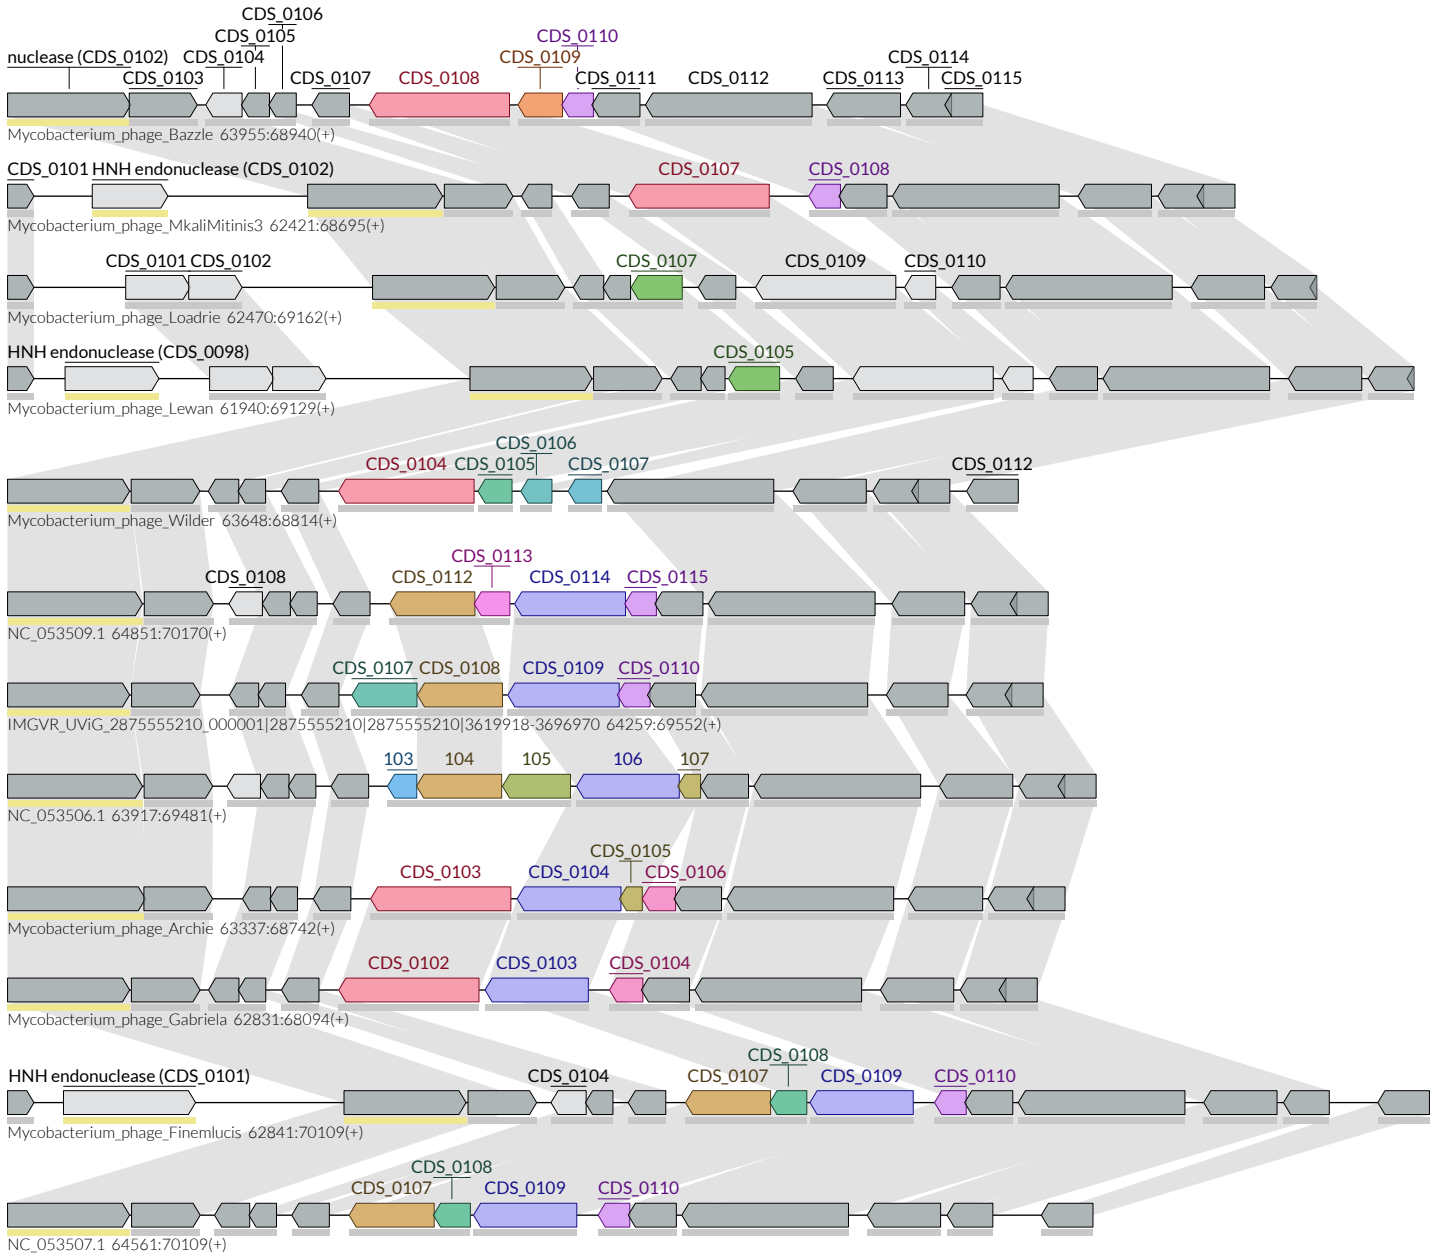 CDS_0106
CDS_0105 CDS_0110
nuclease (CDS_0102) CDS_0104 CDS_0109 CDS_0114
CDS_0103 CDS_0107 CDS_0108 CDS_0111 CDS_0112 CDS_0113 CDS_0115
Mycobacterium_phage_Bazzle 63955:68940(+)
CDS_0101 HNH endonuclease (CDS_0102) CDS_0107 CDS_0108
Mycobacterium_phage_MkaliMitinis3 62421:68695(+)
CDS_0101 CDS_0102 CDS_0107 CDS_0109 CDS_0110
Mycobacterium_phage_Loadrie 62470:69162(+)
HNH endonuclease (CDS_0098) CDS_0105
Mycobacterium_phage_Lewan 61940:69129(+)
CDS_0106
CDS_0104 CDS_0105 CDS_0107 CDS_0112
Mycobacterium_phage_Wilder 63648:68814(+)
CDS_0113
CDS_0108 CDS_0112 CDS_0114 CDS_0115
NC_053509.1 64851:70170(+)
CDS_0107 CDS_0108 CDS_0109 CDS_0110
IMGVR_UViG_2875555210_000001|2875555210|2875555210|3619918-3696970 64259:69552(+)
103 104 105 106 107
NC_053506.1 63917:69481(+)
CDS_0105
CDS_0103 CDS_0104 CDS_0106
Mycobacterium_phage_Archie 63337:68742(+)
CDS_0102 CDS_0103 CDS_0104
Mycobacterium_phage_Gabriela 62831:68094(+)
CDS_0108
HNH endonuclease (CDS_0101) CDS_0104 CDS_0107 CDS_0109 CDS_0110
Mycobacterium_phage_Finemlucis 62841:70109(+)
CDS_0108
CDS_0107 CDS_0109 CDS_0110
NC_053507.1 64561:70109(+)